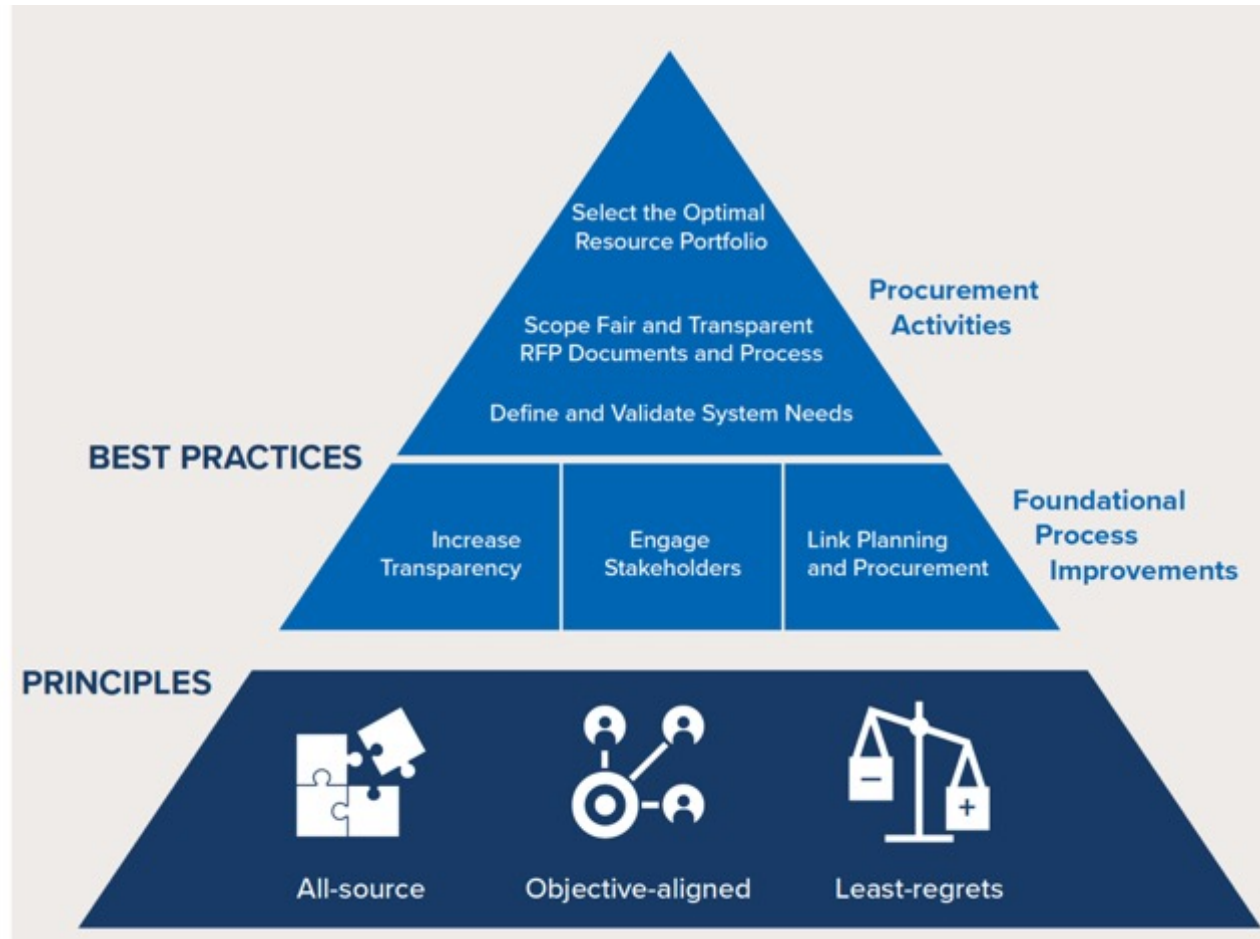 Select the Optimal
Resource Portfolio
Scope Fair and Transparent
RFP Documents and Process
Define and Validate System Needs
Procurement
Activities
BEST PRACTICES
Increase
Transparency
Engage
Stakeholders
Link Planning
and Procurement
Foundational
Process
Improvements
PRINCIPLES
All-source
Objective-aligned
Least-regrets